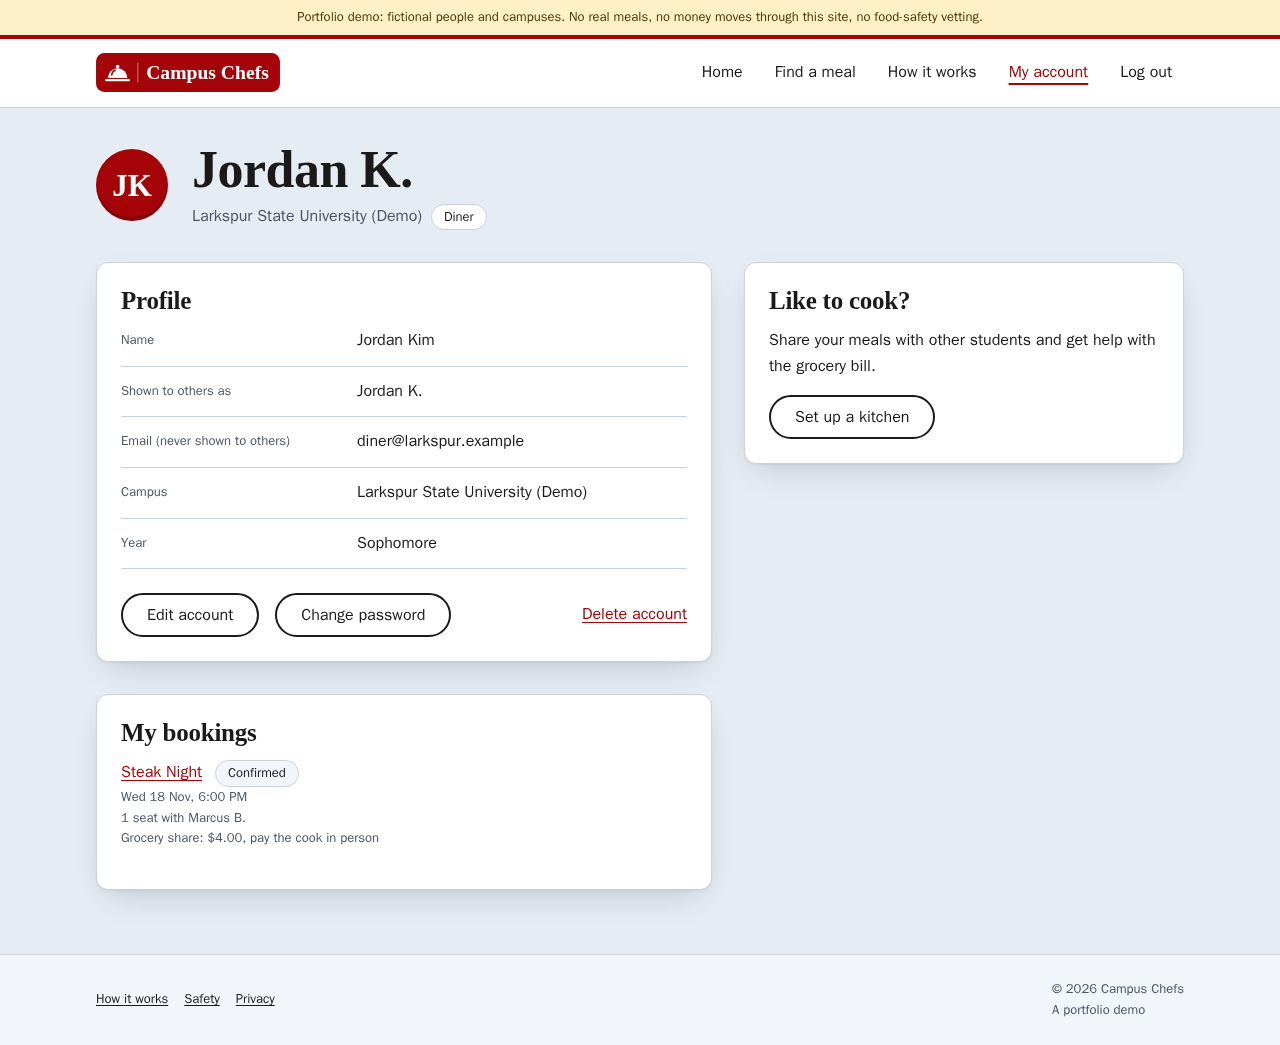 Portfolio demo: fictional people and campuses. No real meals, no money moves through this site, no food-safety vetting.
Campus Chefs
Home
Find a meal
How it works
My account
Log out
JK
Jordan K.
Larkspur State University (Demo)
Diner
Profile
Name
Jordan Kim
Shown to others as
Jordan K.
Email (never shown to others)
diner@larkspur.example
Campus
Larkspur State University (Demo)
Year
Sophomore
Edit account
Change password
Delete account
Like to cook?
Share your meals with other students and get help with
the grocery bill.
Set up a kitchen
My bookings
Steak Night
Confirmed
Wed 18 Nov, 6:00 PM
1 seat with Marcus B.
Grocery share: $4.00, pay the cook in person
How it works
Safety
Privacy
© 2026 Campus Chefs
A portfolio demo